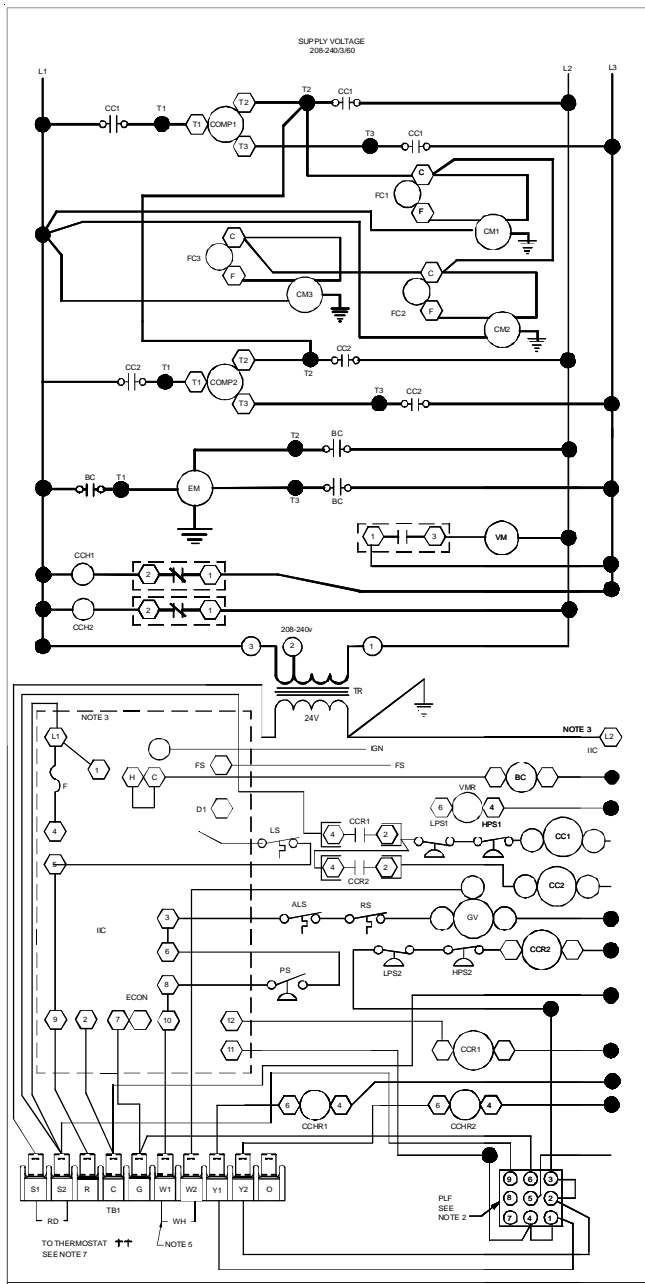 SUPPLY VOLTAGE
208-240/3/60
L1
L2
L3
T2
CC1
T1
T1
COMP1
T2
CC1
T3
T3
CC1
C
FC1
F
CM1
C
FC3
F
CM3
C
FC2
F
CM2
CC2
T1
T1
COMP2
T2
T2
CC2
T3
T3
CC2
T2
BC
BC
T1
EM
T3
BC
1
3
VM
CCH1
2
1
CCH2
2
1
208-240v
3
2
1
TR
24V
NOTE 3
NOTE 3
L2
IIC
L1
1
F
4
5
H
C
IGN
FS
FS
D1
BC
VMR
6
4
LPS1
HPS1
LS
4
CCR1
2
CC1
4
2
CCR2
CC2
3
ALS
RS
GV
IIC
6
LPS2
HPS2
CCR2
8
PS
ECON
9
2
7
10
12
11
CCR1
6
4
CCHR1
6
4
CCHR2
S1
S2
R
C
G
W1
W2
Y1
Y2
O
TB1
RD
WH
TO THERMOSTAT
SEE NOTE 7
NOTE 5
PLF
SEE
NOTE 2
9
6
3
8
5
2
7
4
1